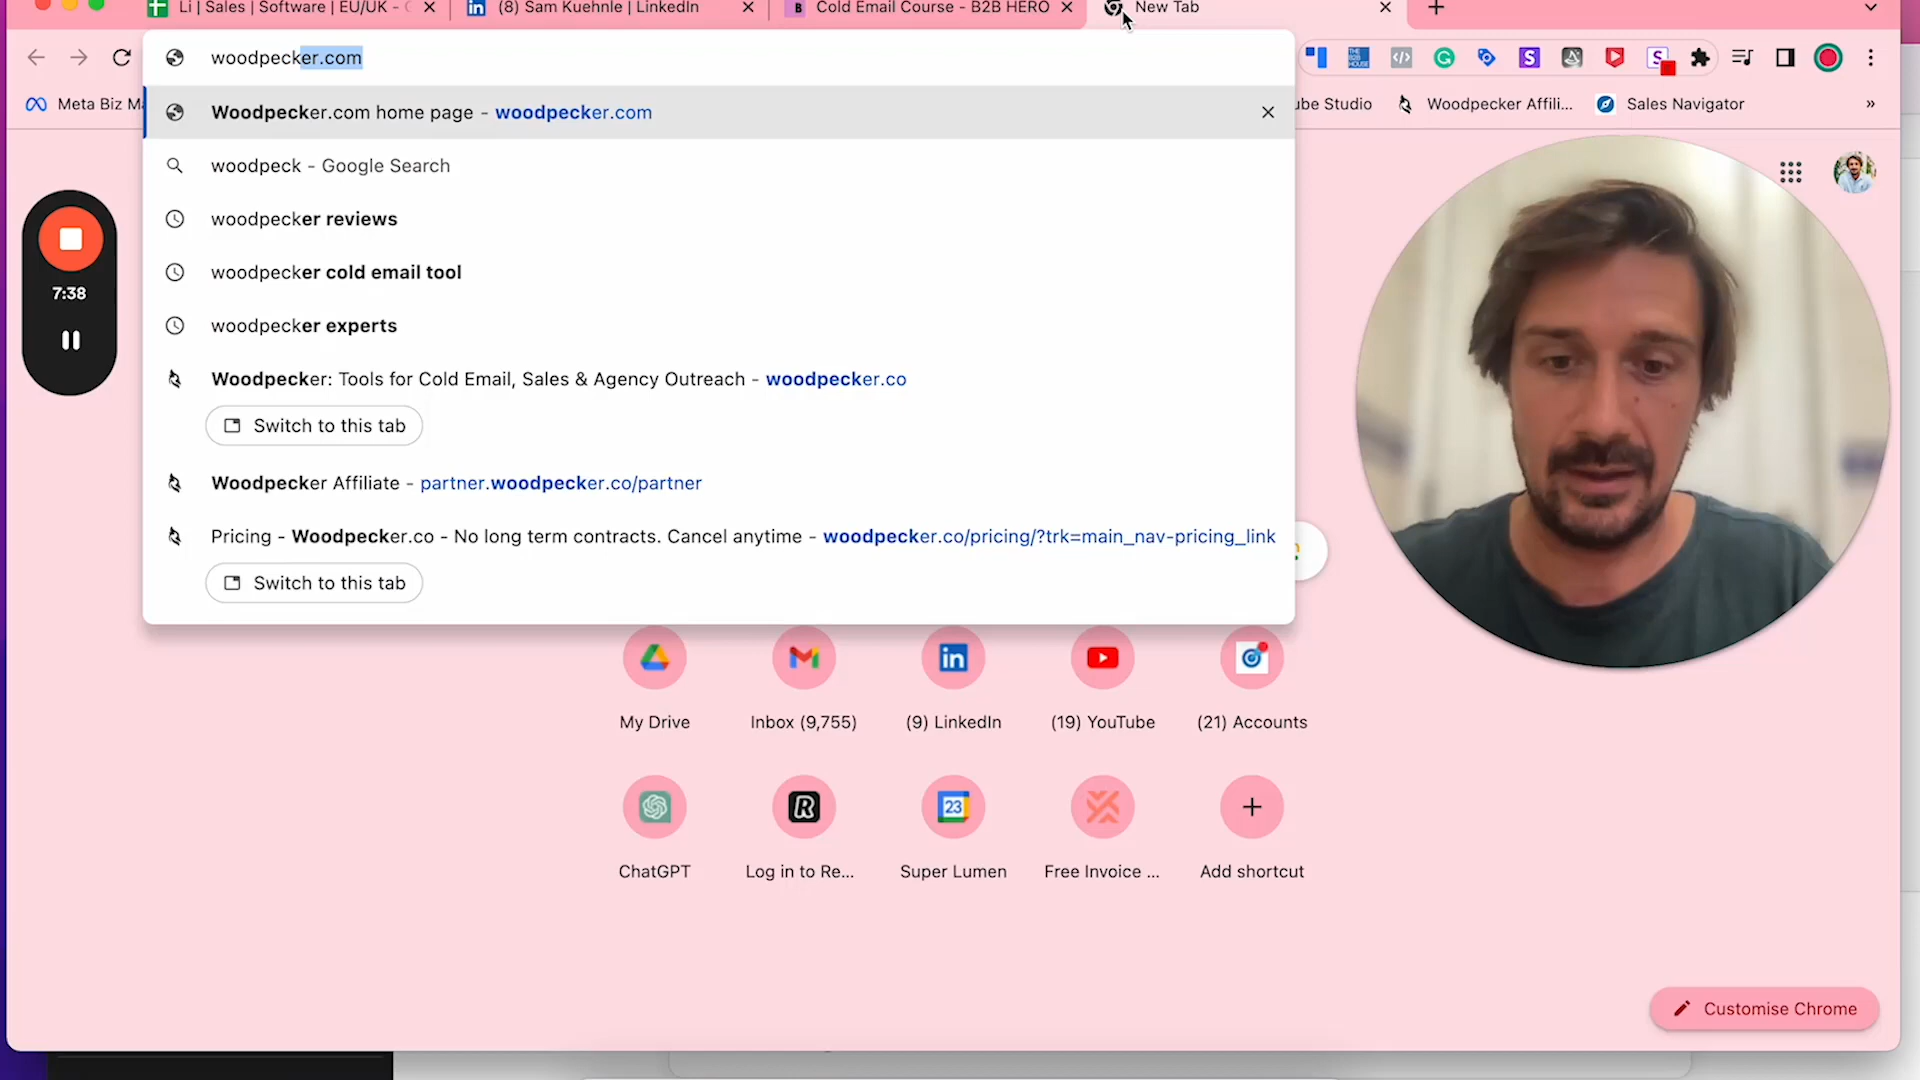 Li | Sales | Software | EU/UK -
(8) Sam Kuehnle | LinkedIn
Cold Email Course - B2B HERO
New Tab
woodpecker.com
Meta Biz M
ube Studio
Woodpecker Affili...
Sales Navigator
»
Woodpecker.com home page - woodpecker.com
woodpeck - Google Search
woodpecker reviews
woodpecker cold email tool
woodpecker experts
Woodpecker: Tools for Cold Email, Sales & Agency Outreach - woodpecker.co
Switch to this tab
Woodpecker Affiliate - partner.woodpecker.co/partner
Pricing - Woodpecker.co - No long term contracts. Cancel anytime - woodpecker.co/pricing/?trk=main_nav-pricing_link
Switch to this tab
7:38
My Drive
Inbox (9,755)
(9) LinkedIn
(19) YouTube
(21) Accounts
23
ChatGPT
Log in to Re...
Super Lumen
Free Invoice ...
Add shortcut
Customise Chrome